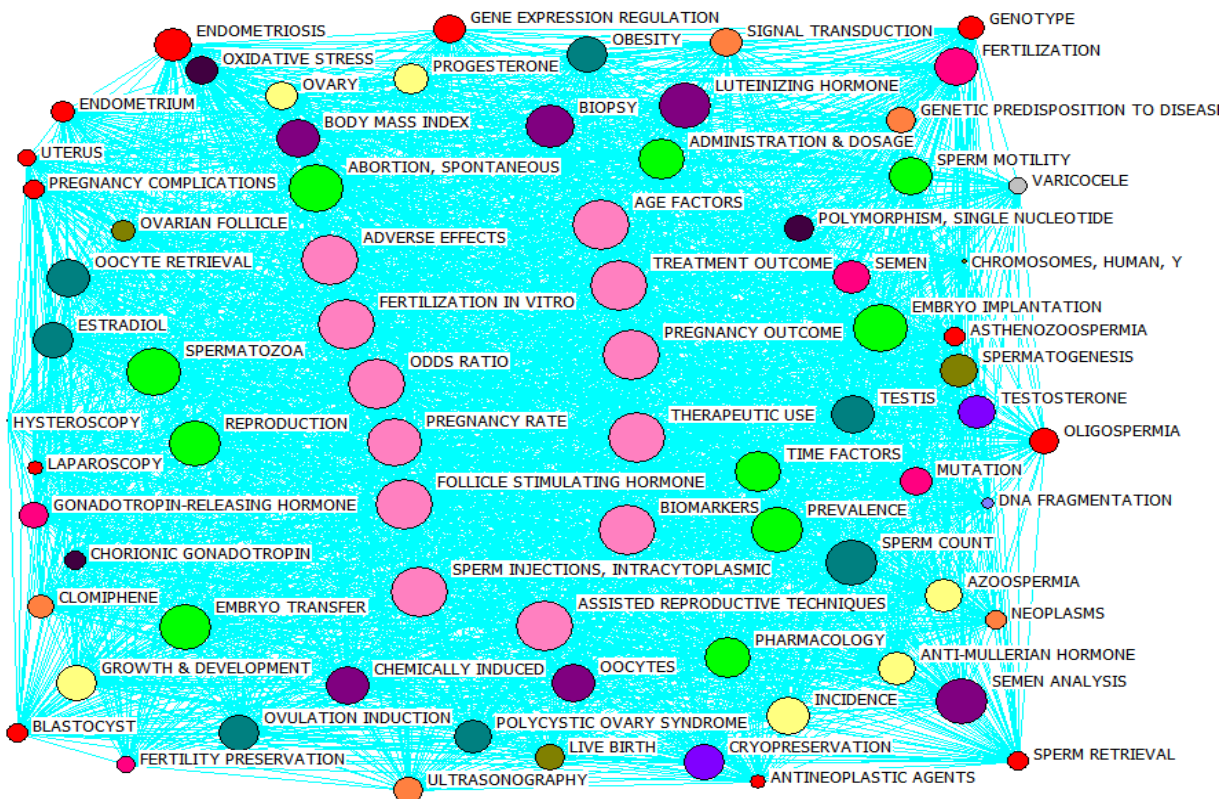 GENE EXPRESSION REGULATION
GENOTYPE
ENDOMETRIOSIS
SIGNAL TRANSDUCTION
OBESITY
FERTILIZATION
OXIDATIVE STRESS
PROGESTERONE
OVARY
LUTEINIZING HORMONE
ENDOMETRIUM
BIOPSY
GENETIC PREDISPOSITION TO DISEASE
BODY MASS INDEX
ADMINISTRATION & DOSAGE
UTERUS
ABORTION, SPONTANEOUS
SPERM MOTILITY
PREGNANCY COMPLICATIONS
VARICOCELE
AGE FACTORS
OVARIAN FOLLICLE
POLYMORPHISM, SINGLE NUCLEOTIDE
ADVERSE EFFECTS
OOCYTE RETRIEVAL
TREATMENT OUTCOME
SEMEN
CHROMOSOMES, HUMAN, Y
FERTILIZATION IN VITRO
EMBRYO IMPLANTATION
ESTRADIOL
PREGNANCY OUTCOME
ASTHENOZOOSPERMIA
SPERMATOZOA
SPERMATOGENESIS
ODDS RATIO
TESTIS
TESTOSTERONE
HYSTEROSCOPY
REPRODUCTION
PREGNANCY RATE
THERAPEUTIC USE
OLIGOSPERMIA
TIME FACTORS
LAPAROSCOPY
MUTATION
FOLLICLE STIMULATING HORMONE
GONADOTROPIN-RELEASING HORMONE
BIOMARKERS
PREVALENCE
DNA FRAGMENTATION
SPERM COUNT
CHORIONIC GONADOTROPIN
SPERM INJECTIONS, INTRACYTOPLASMIC
AZOOSPERMIA
CLOMIPHENE
EMBRYO TRANSFER
ASSISTED REPRODUCTIVE TECHNIQUES
NEOPLASMS
PHARMACOLOGY
ANTI-MULLERIAN HORMONE
GROWTH & DEVELOPMENT
CHEMICALLY INDUCED
OOCYTES
SEMEN ANALYSIS
INCIDENCE
BLASTOCYST
OVULATION INDUCTION
POLYCYSTIC OVARY SYNDROME
LIVE BIRTH
CRYOPRESERVATION
FERTILITY PRESERVATION
SPERM RETRIEVAL
ULTRASONOGRAPHY
ANTINEOPLASTIC AGENTS